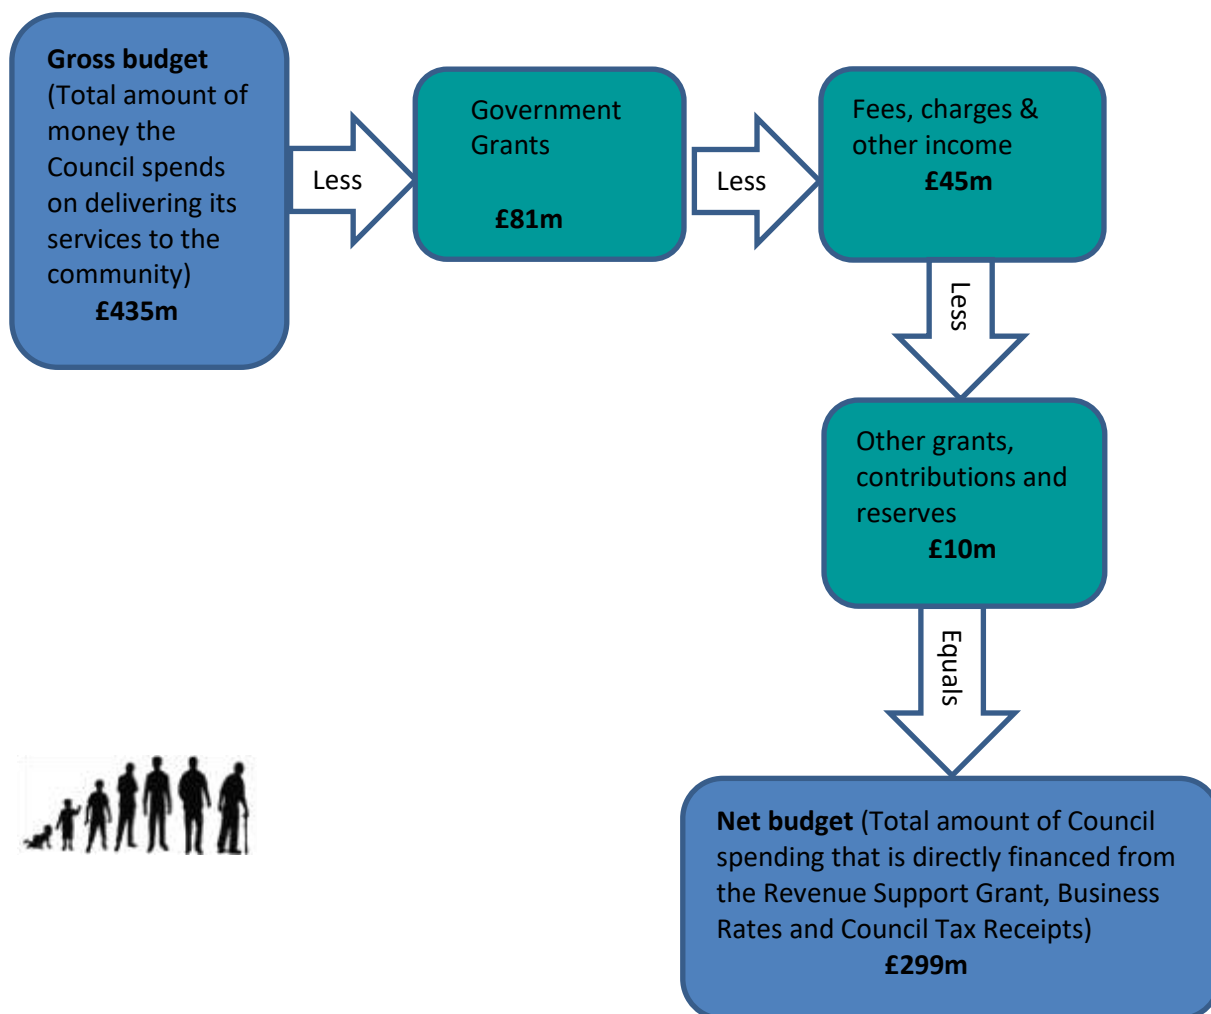 Gross budget
(Total amount of
money the
Council spends
on delivering its
services to the
community)
£435m
Less
Government
Grants
£81m
Less
Fees, charges &
other income
£45m
Less
Other grants,
contributions and
reserves
£10m
Equals
Net budget (Total amount of Council
spending that is directly financed from
the Revenue Support Grant, Business
Rates and Council Tax Receipts)
£299m